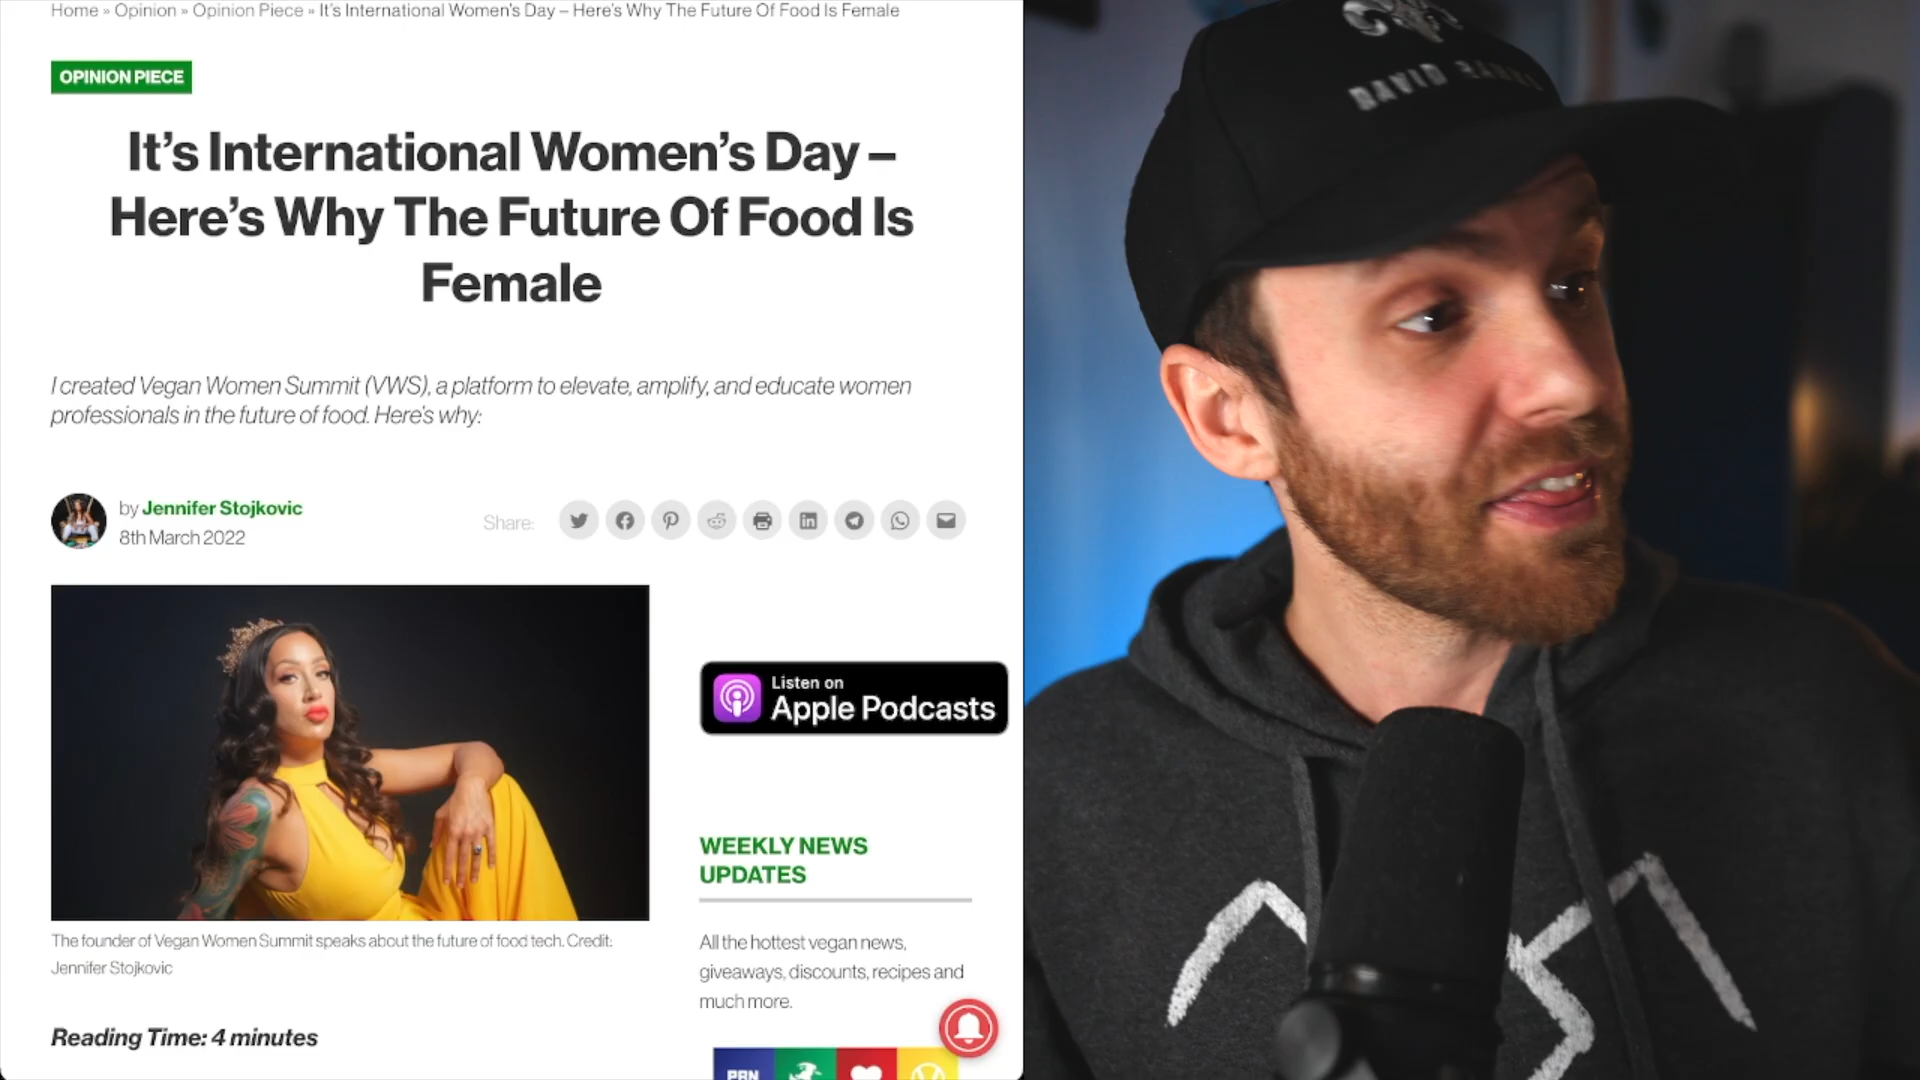 Home » Opinion » Opinion Piece » It's International Women's Day – Here's Why The Future Of Food Is Female
OPINION PIECE
It's International Women's Day –
Here's Why The Future Of Food Is
Female
I created Vegan Women Summit (VWS), a platform to elevate, amplify, and educate women
professionals in the future of food. Here's why:
by Jennifer Stojkovic
8th March 2022
Share:
The founder of Vegan Women Summit speaks about the future of food tech. Credit:
Jennifer Stojkovic
Reading Time: 4 minutes
Listen on
Apple Podcasts
WEEKLY NEWS
UPDATES
All the hottest vegan news,
giveaways, discounts, recipes and
much more.
PBN
DAVID